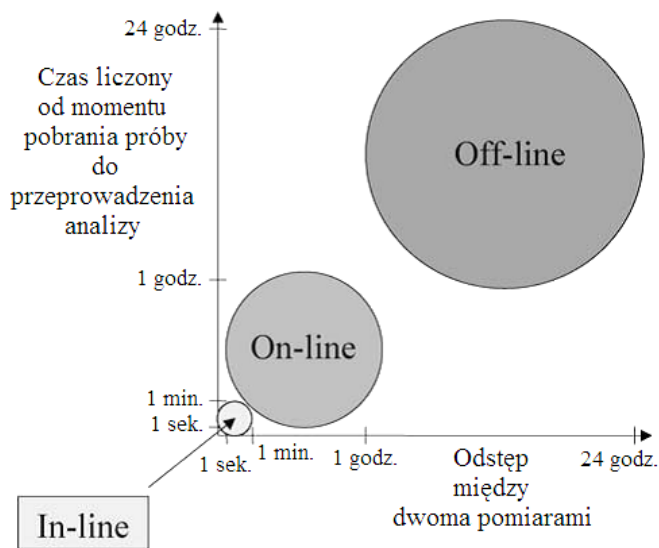 24 godz.
Czas liczony
od momentu
pobrania próby
do
przeprowadzenia
analizy
Off-line
1 godz.
On-line
1 min.
1 sek.
1 sek.
1 min.
1 godz.
Odstęp
między
dwoma pomiarami
24 godz.
In-line